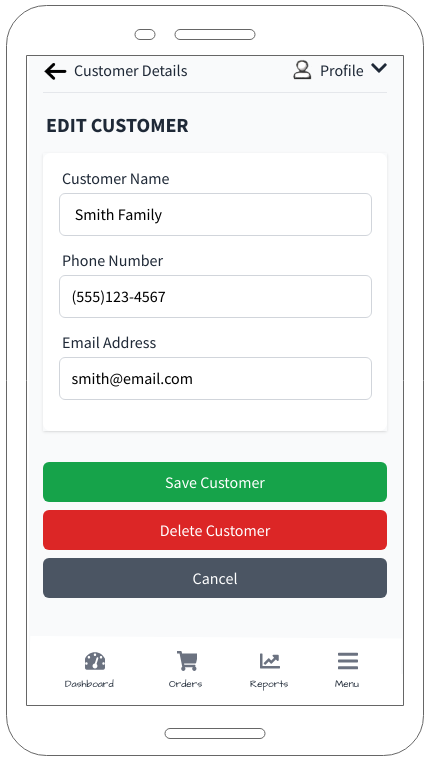 Customer Details
Profile
EDIT CUSTOMER
Customer Name
Smith Family
Phone Number
(555)123-4567
Email Address
smith@email.com
Save Customer
Delete Customer
Cancel
Dashboard
Orders
Reports
Menu